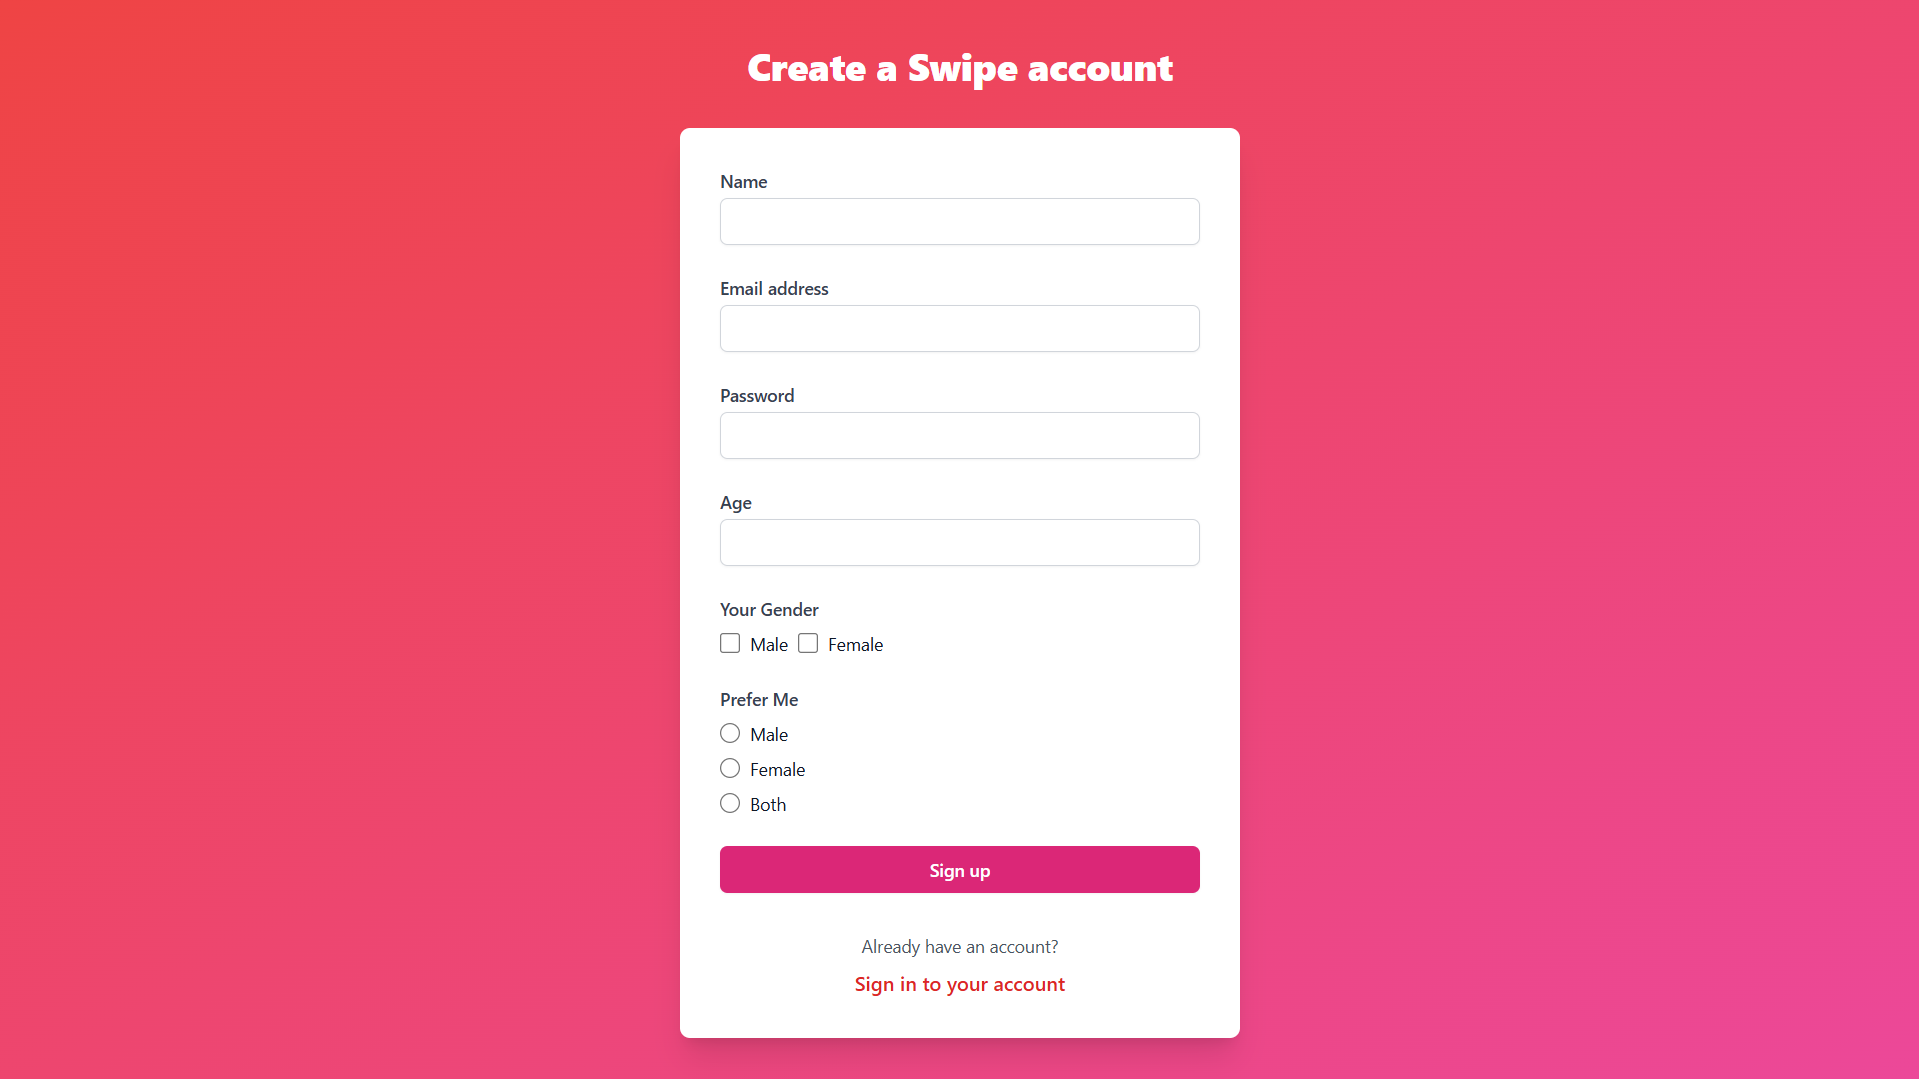 Create a Swipe account
Name
Email address
Password
Age
Your Gender
Male Female
Prefer Me
Male
Female
Both
Sign up
Already have an account?
Sign in to your account